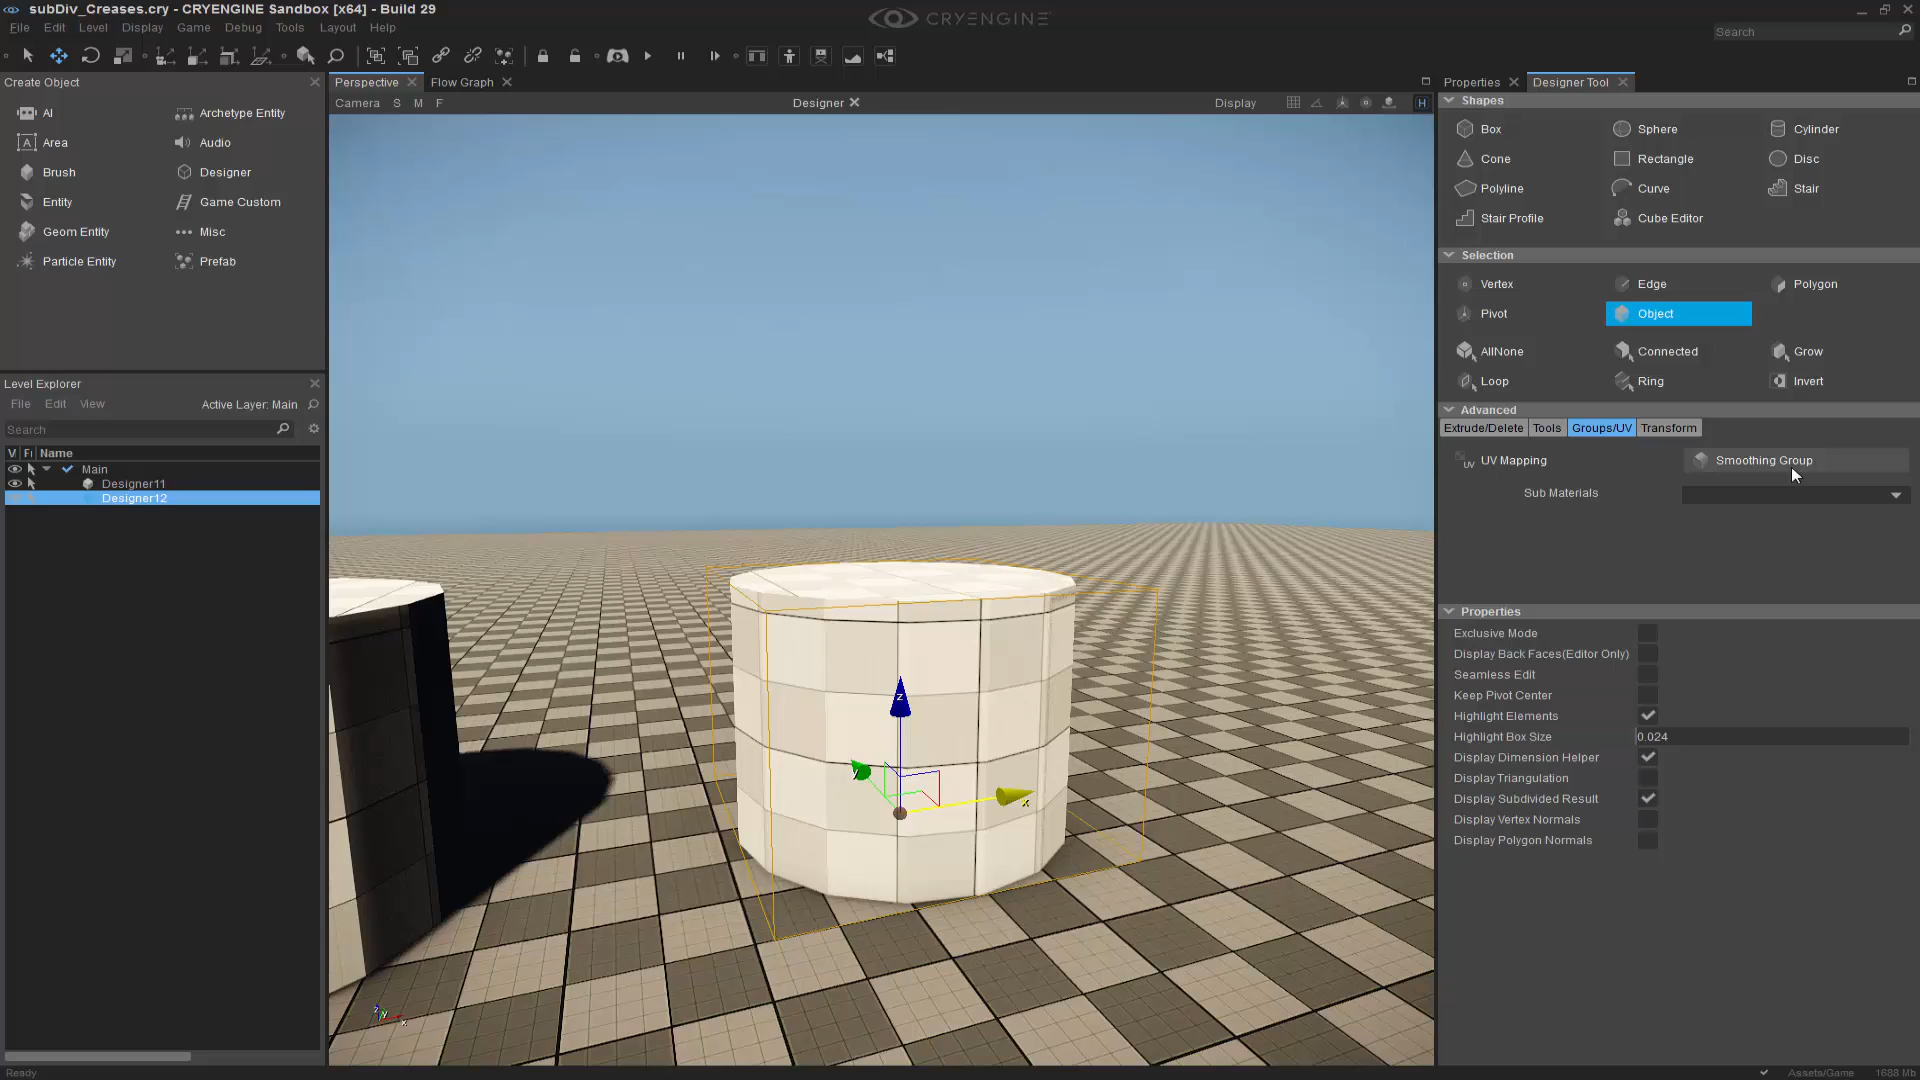 subDiv_Creases.cry - CRYENGINE Sandbox [x64] - Build 29
CRYENGINE
File Edit Level Display Game Debug Tools Layout Help
Search
Create Object
AI
Archetype Entity
Area
Audio
Brush
Designer
Entity
Game Custom
Geom Entity
Misc
Particle Entity
Prefab
Level Explorer
File Edit View
Active Layer: Main
Search
V Fi Name
Main
Designer11
Designer12
Perspective
Flow Graph
Camera S M F
Designer
Display
H
z
y
x
z
y
x
Properties
Designer Tool
Shapes
Box
Sphere
Cylinder
Cone
Rectangle
Disc
Polyline
Curve
Stair
Stair Profile
Cube Editor
Selection
Vertex
Edge
Polygon
Pivot
Object
AllNone
Connected
Grow
Loop
Ring
Invert
Advanced
Extrude/Delete Tools Groups/UV Transform
UV UV Mapping
Smoothing Group
Sub Materials
Properties
Exclusive Mode
Display Back Faces(Editor Only)
Seamless Edit
Keep Pivot Center
Highlight Elements
Highlight Box Size 0.024
Display Dimension Helper
Display Triangulation
Display Subdivided Result
Display Vertex Normals
Display Polygon Normals
Ready
Assets/Game
1688 Mb